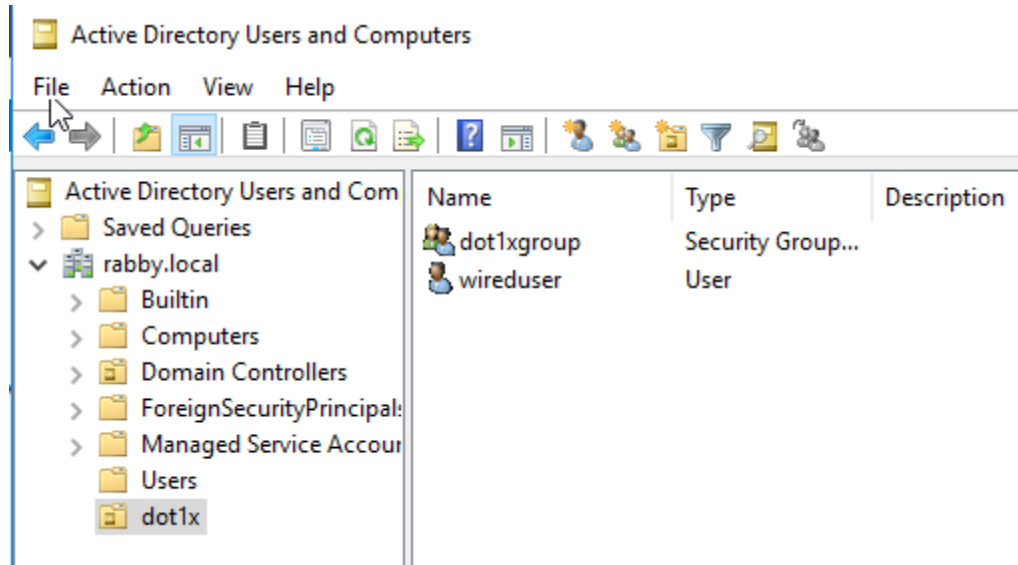 Active Directory Users and Computers
File Action View Help
Active Directory Users and Com
Saved Queries
rabby.local
Builtin
Computers
Domain Controllers
ForeignSecurityPrincipal
Managed Service Accour
Users
dot1x
Name Type Description
dot1xgroup Security Group...
wireduser User